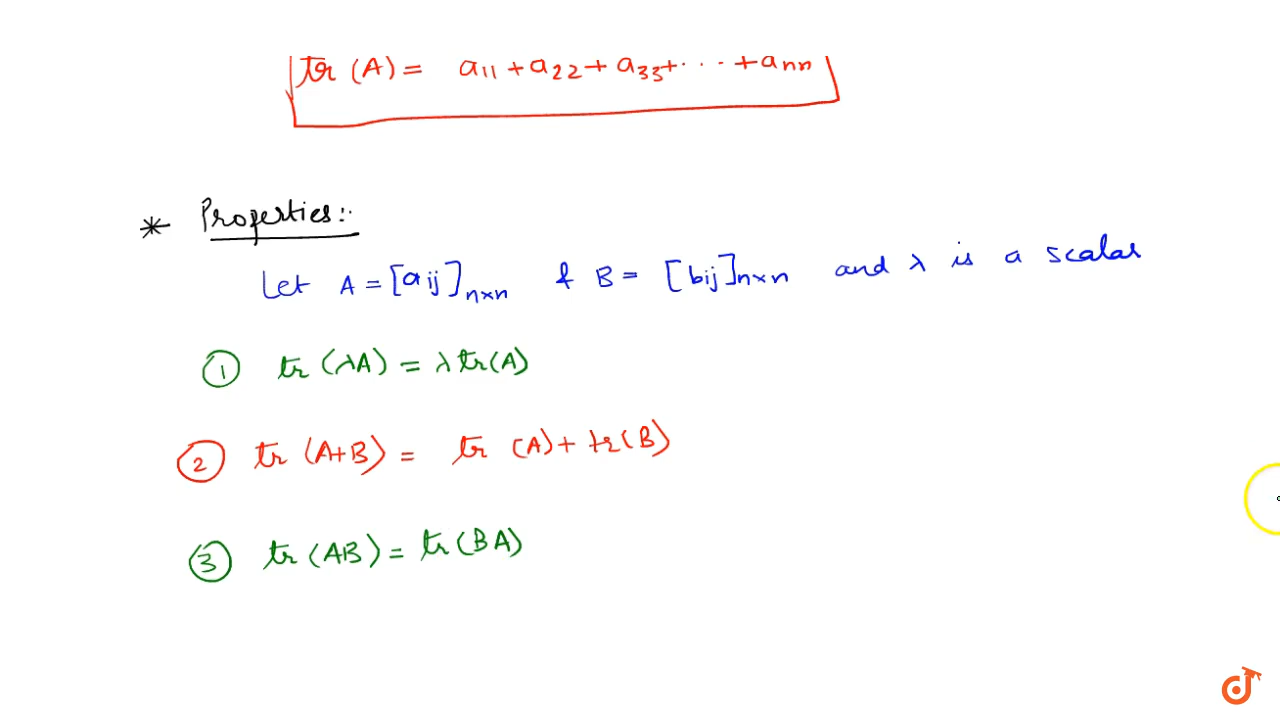 tr (A) = a11 + a22 + a33 + ... + ann
* Properties:
Let A = [aij]n×n & B = [bij]n×n and λ is a scalar
① tr (λA) = λ tr(A)
② tr (A+B) = tr (A) + tr (B)
③ tr (AB) = tr (BA)